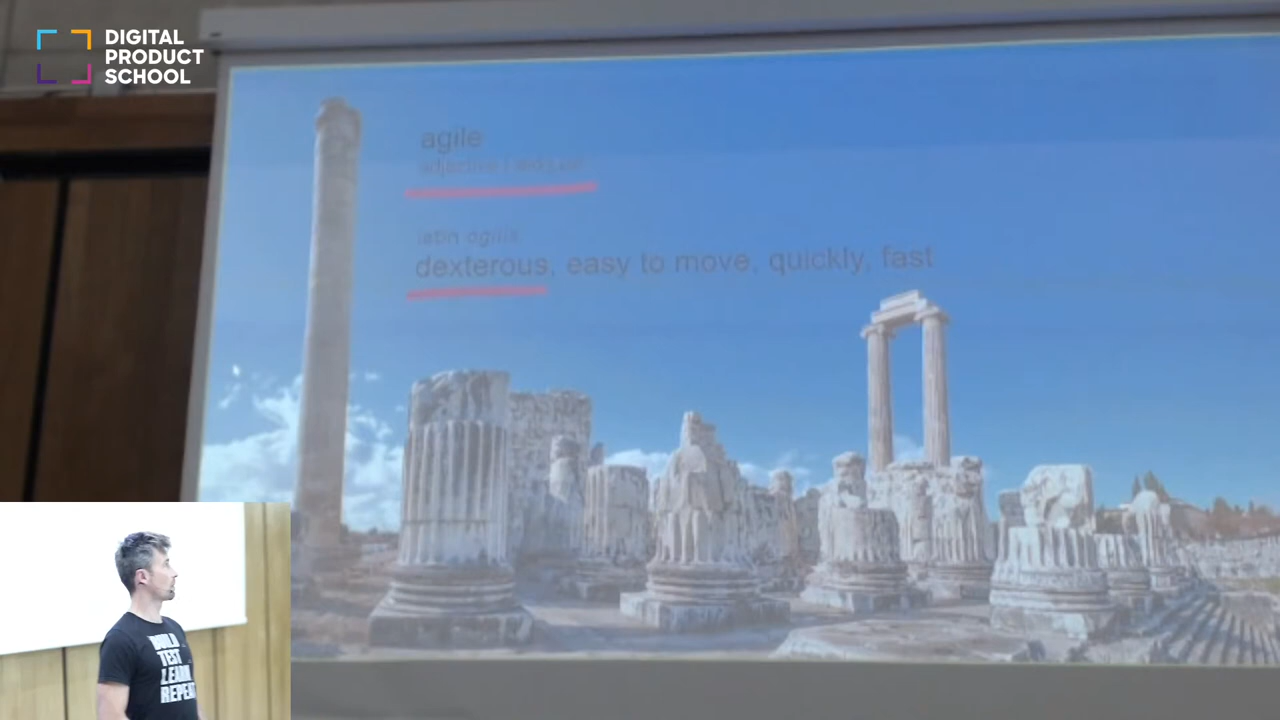 DIGITAL
PRODUCT
SCHOOL
agile
latin agilis
dexterous, easy to move, quickly, fast
BUILD
TEST
LEARN
REPEAT